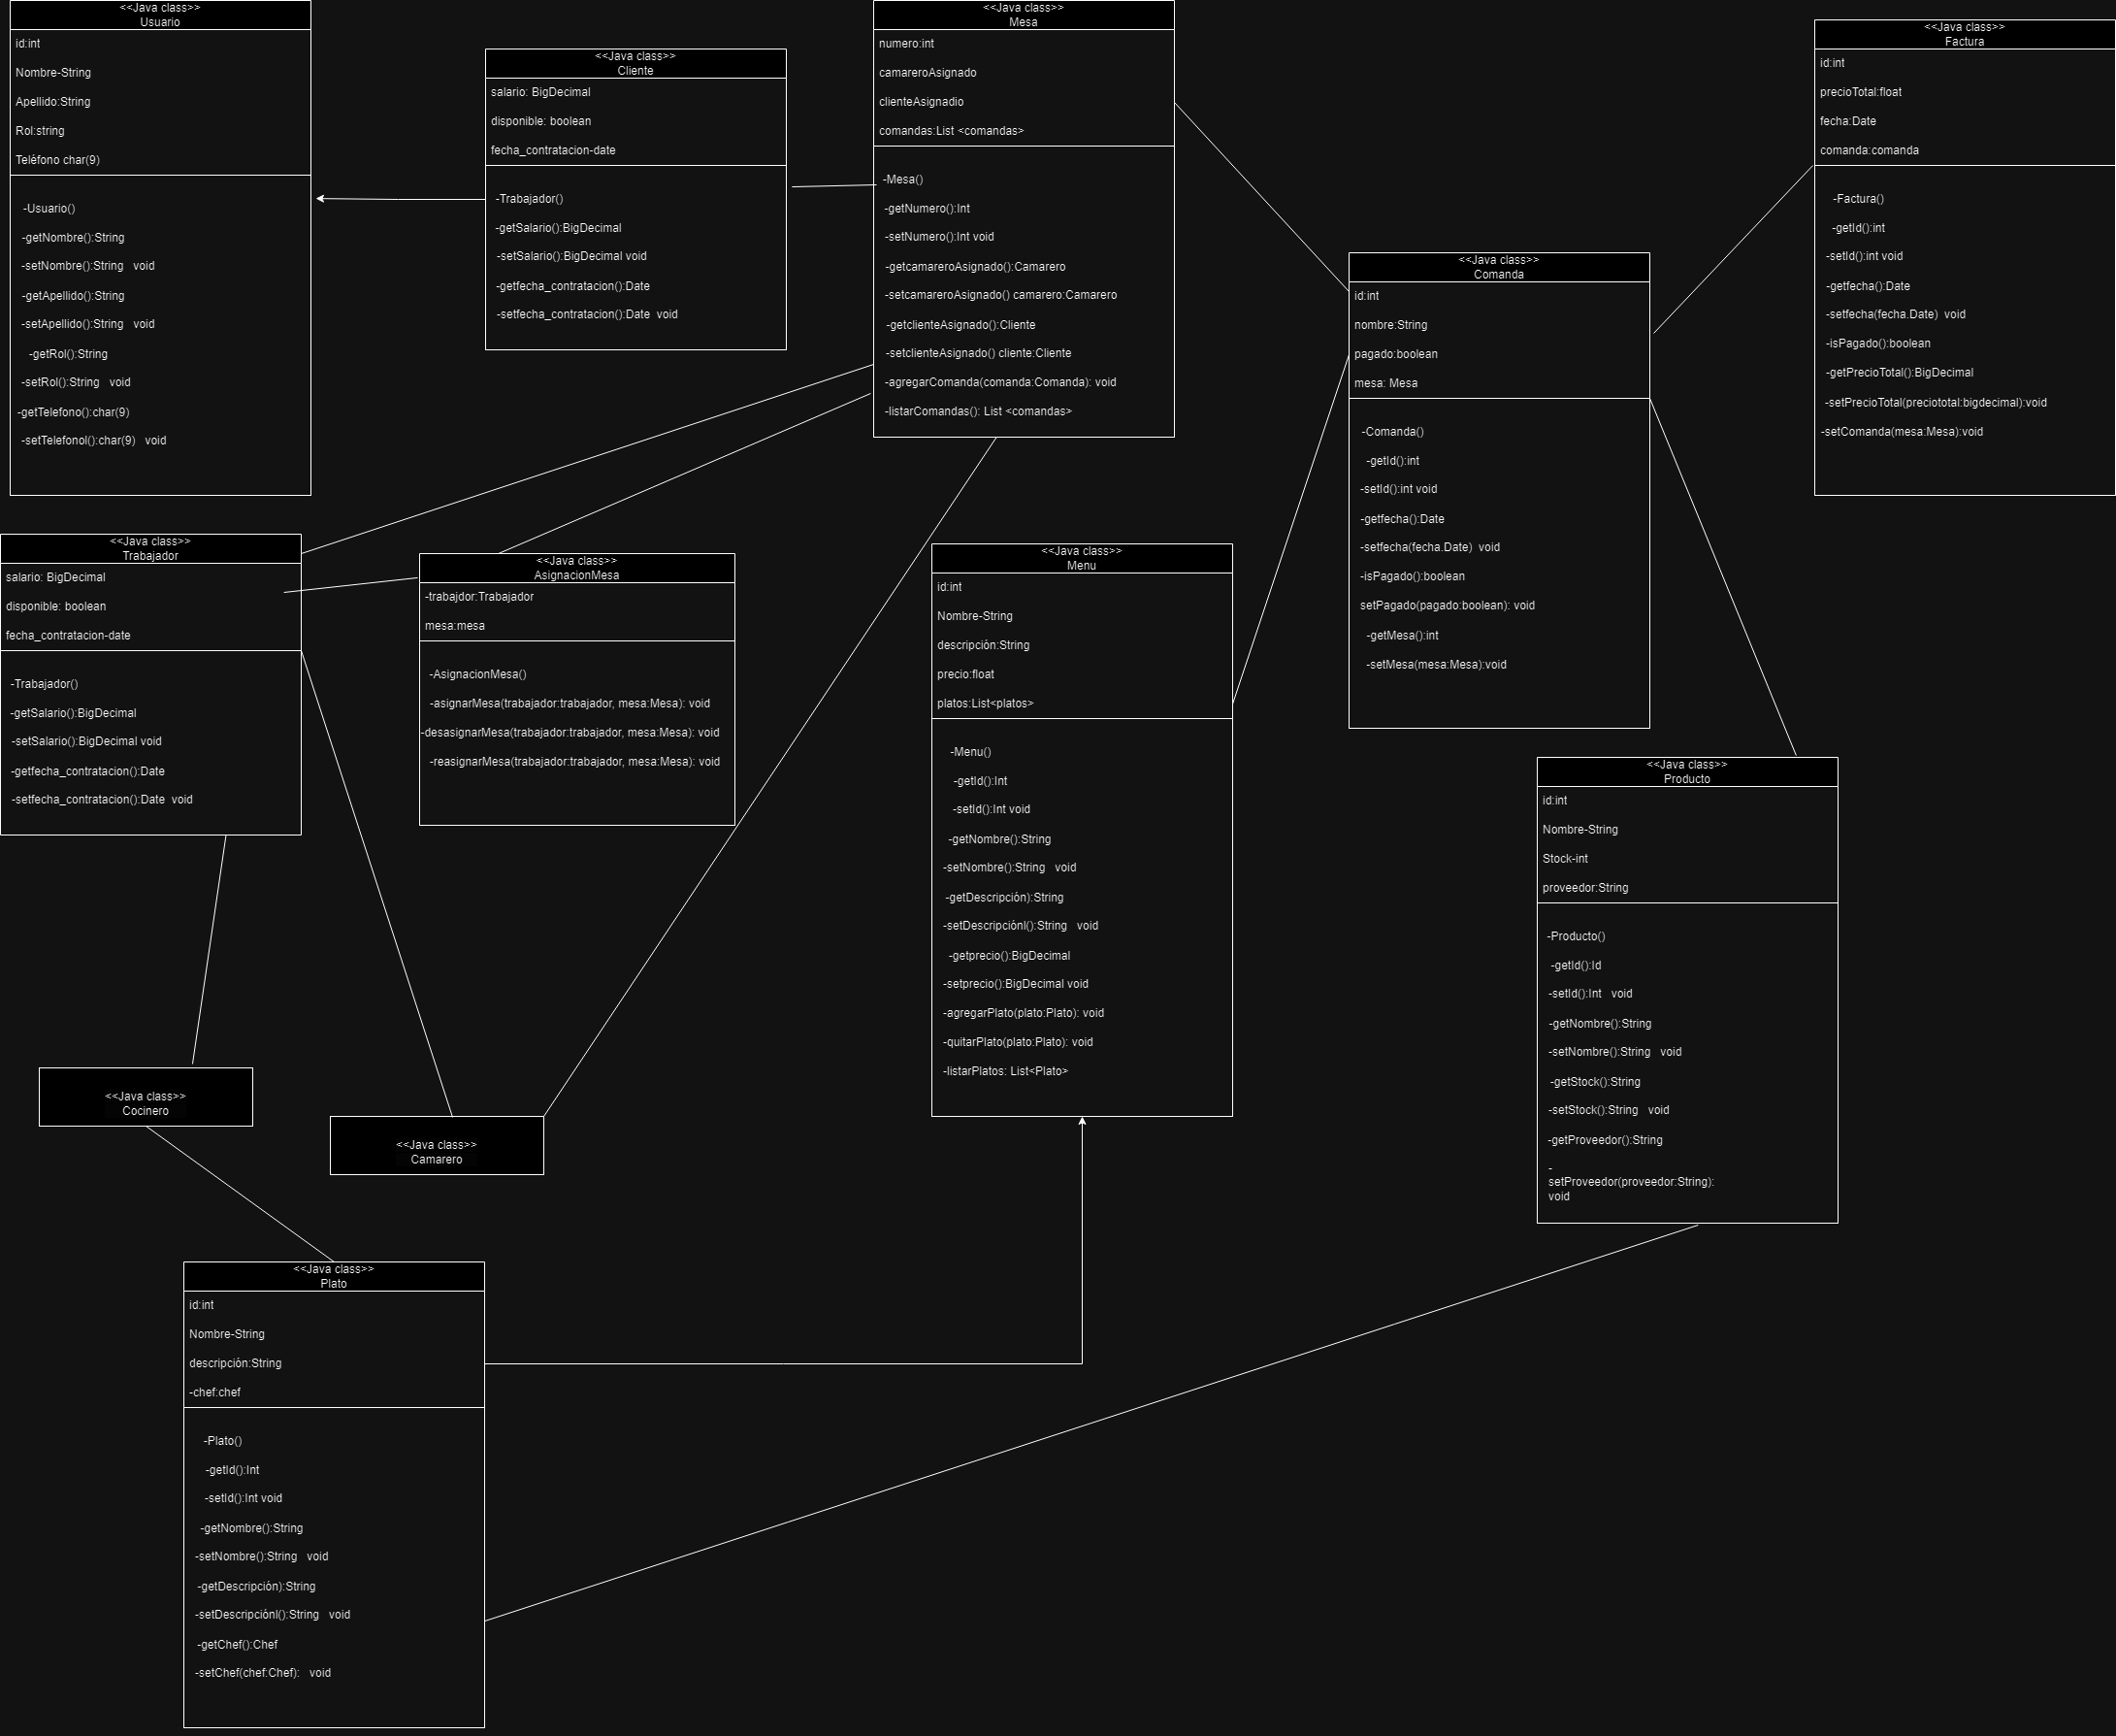 <<Java class>>
Usuario
id:int
Nombre-String
Apellido:String
Rol:string
Teléfono char(9)
-Usuario()
-getNombre():String
-setNombre():String   void
-getApellido():String
-setApellido():String   void
-getRol():String
-setRol():String   void
-getTelefono():char(9)
-setTelefonol():char(9)   void
<<Java class>>
Cliente
salario: BigDecimal
disponible: boolean
fecha_contratacion-date
-Trabajador()
-getSalario():BigDecimal
-setSalario():BigDecimal void
-getfecha_contratacion():Date
-setfecha_contratacion():Date  void
<<Java class>>
Mesa
numero:int
camareroAsignado
clienteAsignadio
comandas:List <comandas>
-Mesa()
-getNumero():Int
-setNumero():Int void
-getcamareroAsignado():Camarero
-setcamareroAsignado() camarero:Camarero
-getclienteAsignado():Cliente
-setclienteAsignado() cliente:Cliente
-agregarComanda(comanda:Comanda): void
-listarComandas(): List <comandas>
<<Java class>>
Factura
id:int
precioTotal:float
fecha:Date
comanda:comanda
-Factura()
-getId():int
-setId():int void
-getfecha():Date
-setfecha(fecha.Date)  void
-isPagado():boolean
-getPrecioTotal():BigDecimal
-setPrecioTotal(preciototal:bigdecimal):void
-setComanda(mesa:Mesa):void
<<Java class>>
Comanda
id:int
nombre:String
pagado:boolean
mesa: Mesa
-Comanda()
-getId():int
-setId():int void
-getfecha():Date
-setfecha(fecha.Date)  void
-isPagado():boolean
setPagado(pagado:boolean): void
-getMesa():int
-setMesa(mesa:Mesa):void
<<Java class>>
Trabajador
salario: BigDecimal
disponible: boolean
fecha_contratacion-date
-Trabajador()
-getSalario():BigDecimal
-setSalario():BigDecimal void
-getfecha_contratacion():Date
-setfecha_contratacion():Date  void
<<Java class>>
AsignacionMesa
-trabajdor:Trabajador
mesa:mesa
-AsignacionMesa()
-asignarMesa(trabajador:trabajador, mesa:Mesa): void
-desasignarMesa(trabajador:trabajador, mesa:Mesa): void
-reasignarMesa(trabajador:trabajador, mesa:Mesa): void
<<Java class>>
Menu
id:int
Nombre-String
descripción:String
precio:float
platos:List<platos>
-Menu()
-getId():Int
-setId():Int void
-getNombre():String
-setNombre():String   void
-getDescripción):String
-setDescripciónl():String   void
-getprecio():BigDecimal
-setprecio():BigDecimal void
-agregarPlato(plato:Plato): void
-quitarPlato(plato:Plato): void
-listarPlatos: List<Plato>
<<Java class>>
Producto
id:int
Nombre-String
Stock-int
proveedor:String
-Producto()
-getId():Id
-setId():Int   void
-getNombre():String
-setNombre():String   void
-getStock():String
-setStock():String   void
-getProveedor():String
-
setProveedor(proveedor:String):
void
<<Java class>>
Cocinero
<<Java class>>
Camarero
<<Java class>>
Plato
id:int
Nombre-String
descripción:String
-chef:chef
-Plato()
-getId():Int
-setId():Int void
-getNombre():String
-setNombre():String   void
-getDescripción):String
-setDescripciónl():String   void
-getChef():Chef
-setChef(chef:Chef):   void